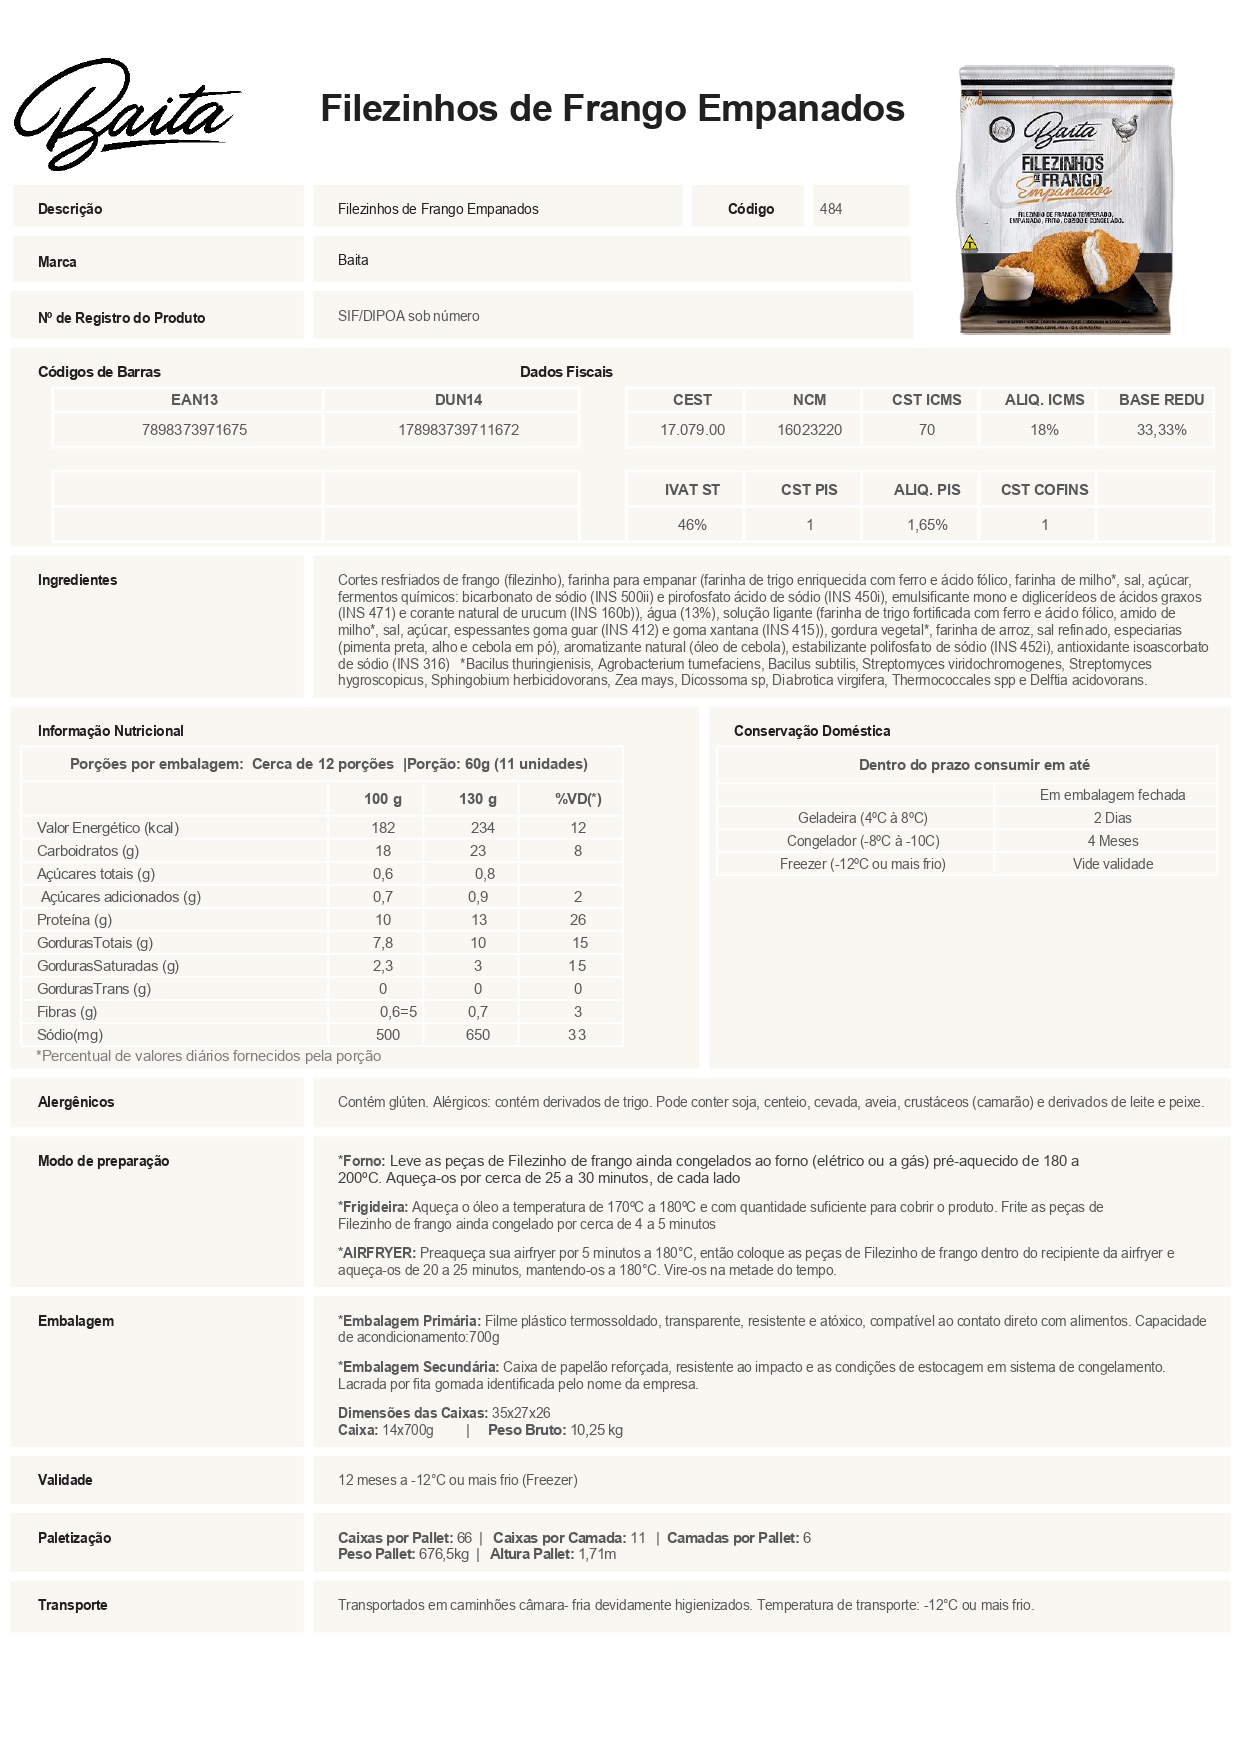 Baita
Filezinhos de Frango Empanados
Baita
FILEZINHOS
DE FRANGO
Empanados
FILEZINHO DE FRANGO TEMPERADO,
EMPANADO, FRITO, COZIDO E CONGELADO.
T
Descrição Filezinhos de Frango Empanados Código 484
Marca Baita
Nº de Registro do Produto SIF/DIPOA sob número
Códigos de Barras Dados Fiscais
EAN13 DUN14 CEST NCM CST ICMS ALIQ. ICMS BASE REDU
7898373971675 178983739711672 17.079.00 16023220 70 18% 33,33%
IVAT ST CST PIS ALIQ. PIS CST COFINS
46% 1 1,65% 1
Ingredientes
Cortes resfriados de frango (filezinho), farinha para empanar (farinha de trigo enriquecida com ferro e ácido fólico, farinha de milho*, sal, açúcar,
fermentos químicos: bicarbonato de sódio (INS 500ii) e pirofosfato ácido de sódio (INS 450i), emulsificante mono e diglicerídeos de ácidos graxos
(INS 471) e corante natural de urucum (INS 160b)), água (13%), solução ligante (farinha de trigo fortificada com ferro e ácido fólico, amido de
milho*, sal, açúcar, espessantes goma guar (INS 412) e goma xantana (INS 415)), gordura vegetal*, farinha de arroz, sal refinado, especiarias
(pimenta preta, alho e cebola em pó), aromatizante natural (óleo de cebola), estabilizante polifosfato de sódio (INS 452i), antioxidante isoascorbato
de sódio (INS 316) *Bacilus thuringienisis, Agrobacterium tumefaciens, Bacilus subtilis, Streptomyces viridochromogenes, Streptomyces
hygroscopicus, Sphingobium herbicidovorans, Zea mays, Dicossoma sp, Diabrotica virgifera, Thermococcales spp e Delftia acidovorans.
Informação Nutricional
Porções por embalagem: Cerca de 12 porções |Porção: 60g (11 unidades)
100 g 130 g %VD(*)
Valor Energético (kcal) 182 234 12
Carboidratos (g) 18 23 8
Açúcares totais (g) 0,6 0,8
Açúcares adicionados (g) 0,7 0,9 2
Proteína (g) 10 13 26
GordurasTotais (g) 7,8 10 15
GordurasSaturadas (g) 2,3 3 15
GordurasTrans (g) 0 0 0
Fibras (g) 0,6=5 0,7 3
Sódio(mg) 500 650 33
*Percentual de valores diários fornecidos pela porção
Conservação Doméstica
Dentro do prazo consumir em até
Em embalagem fechada
Geladeira (4ºC à 8ºC) 2 Dias
Congelador (-8ºC à -10C) 4 Meses
Freezer (-12ºC ou mais frio) Vide validade
Alergênicos Contém glúten. Alérgicos: contém derivados de trigo. Pode conter soja, centeio, cevada, aveia, crustáceos (camarão) e derivados de leite e peixe.
Modo de preparação
*Forno: Leve as peças de Filezinho de frango ainda congelados ao forno (elétrico ou a gás) pré-aquecido de 180 a
200ºC. Aqueça-os por cerca de 25 a 30 minutos, de cada lado
*Frigideira: Aqueça o óleo a temperatura de 170ºC a 180ºC e com quantidade suficiente para cobrir o produto. Frite as peças de
Filezinho de frango ainda congelado por cerca de 4 a 5 minutos
*AIRFRYER: Preaqueça sua airfryer por 5 minutos a 180°C, então coloque as peças de Filezinho de frango dentro do recipiente da airfryer e
aqueça-os de 20 a 25 minutos, mantendo-os a 180°C. Vire-os na metade do tempo.
Embalagem
*Embalagem Primária: Filme plástico termossoldado, transparente, resistente e atóxico, compatível ao contato direto com alimentos. Capacidade
de acondicionamento:700g
*Embalagem Secundária: Caixa de papelão reforçada, resistente ao impacto e as condições de estocagem em sistema de congelamento.
Lacrada por fita gomada identificada pelo nome da empresa.
Dimensões das Caixas: 35x27x26
Caixa: 14x700g | Peso Bruto: 10,25 kg
Validade 12 meses a -12°C ou mais frio (Freezer)
Paletização
Caixas por Pallet: 66 | Caixas por Camada: 11 | Camadas por Pallet: 6
Peso Pallet: 676,5kg | Altura Pallet: 1,71m
Transporte Transportados em caminhões câmara- fria devidamente higienizados. Temperatura de transporte: -12°C ou mais frio.